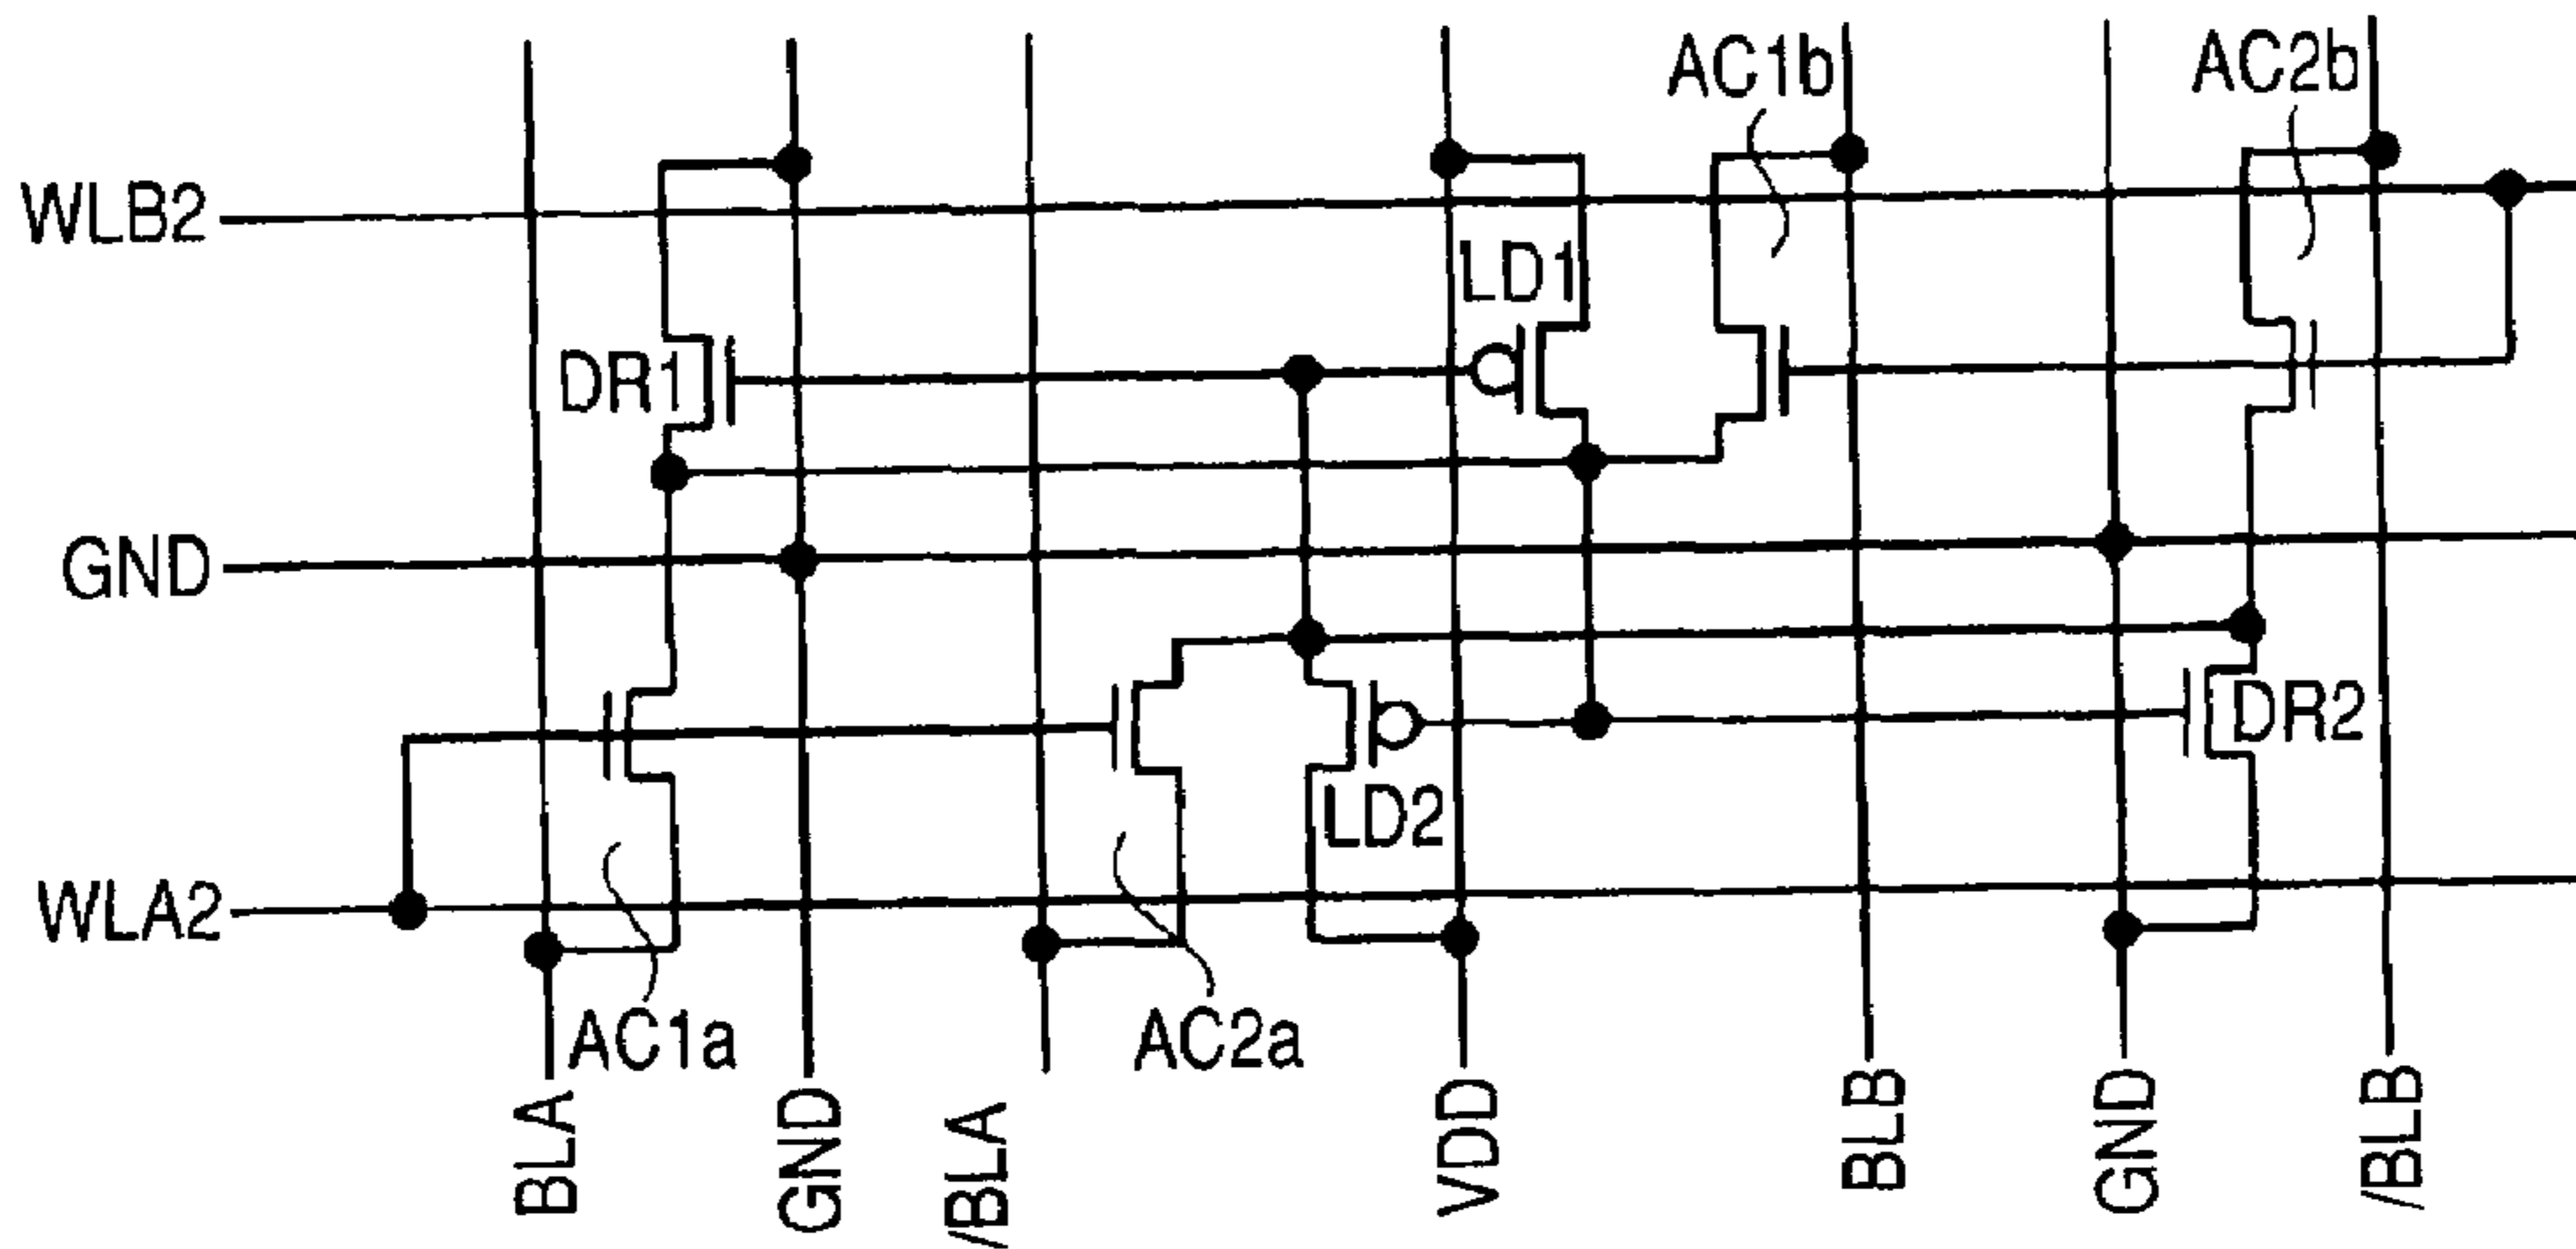 AC1b
AC2b
WLB2
LD1
DR1
GND
DR2
LD2
WLA2
AC1a
AC2a
BLA
GND
/BLA
VDD
BLB
GND
/BLB